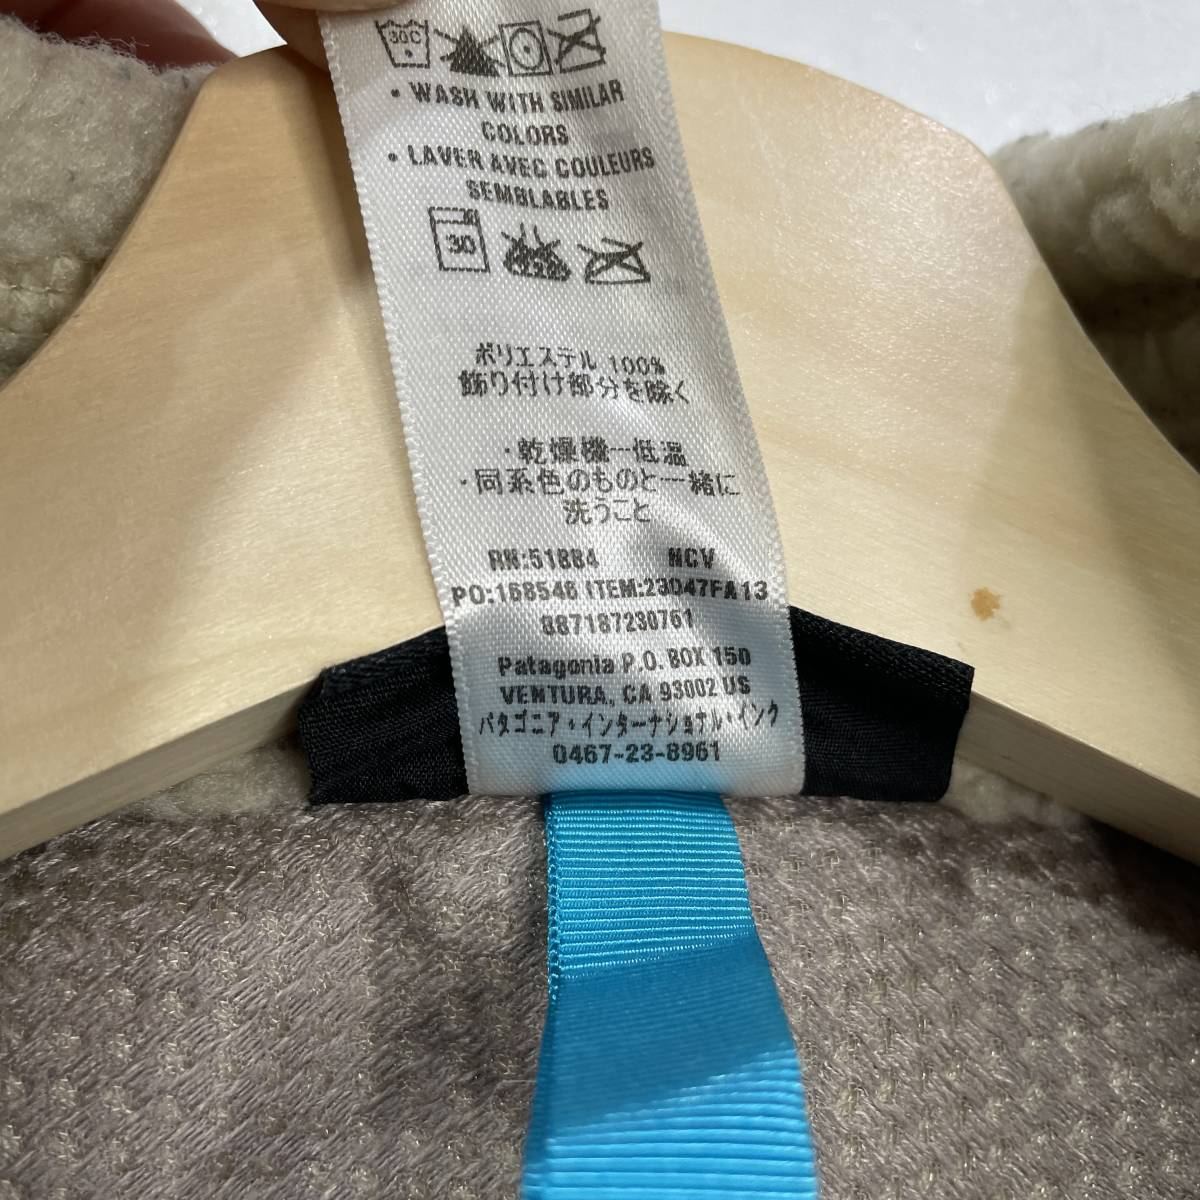 30C
• WASH WITH SIMILAR
COLORS
• LAVER AVEC COULEURS
SEMBLABLES
30
ポリエステル 100%
飾り付け部分を除く
・乾燥機ー低温
・同系色のものと一緒に
洗うこと
RN:51884 NCV
PO:168546 ITEM:23047FA13
887187230761
Patagonia P.O. BOX 150
VENTURA, CA 93002 US
パタゴニア・インターナショナル・インク
0467-23-8961